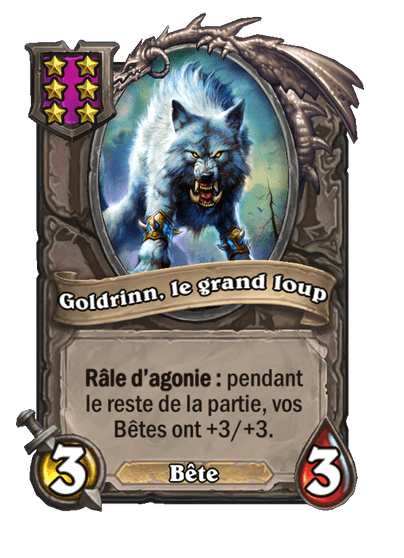 Goldrinn, le grand loup
Râle d’agonie : pendant
le reste de la partie, vos
Bêtes ont +3/+3.
3
Bête
3